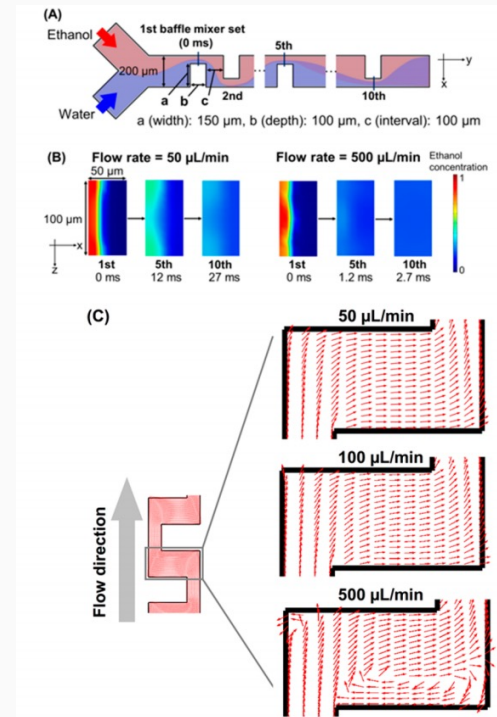 (A)
Ethanol
1st baffle mixer set
(0 ms)
5th
200 µm
y
x
a
b
c
2nd
10th
Water
a (width): 150 µm, b (depth): 100 µm, c (interval): 100 µm
(B)
Flow rate = 50 µL/min
Flow rate = 500 µL/min
Ethanol
concentration
50 µm
1
100 µm
x
z
0
1st
5th
10th
1st
5th
10th
0 ms
12 ms
27 ms
0 ms
1.2 ms
2.7 ms
(C)
50 µL/min
100 µL/min
500 µL/min
Flow direction